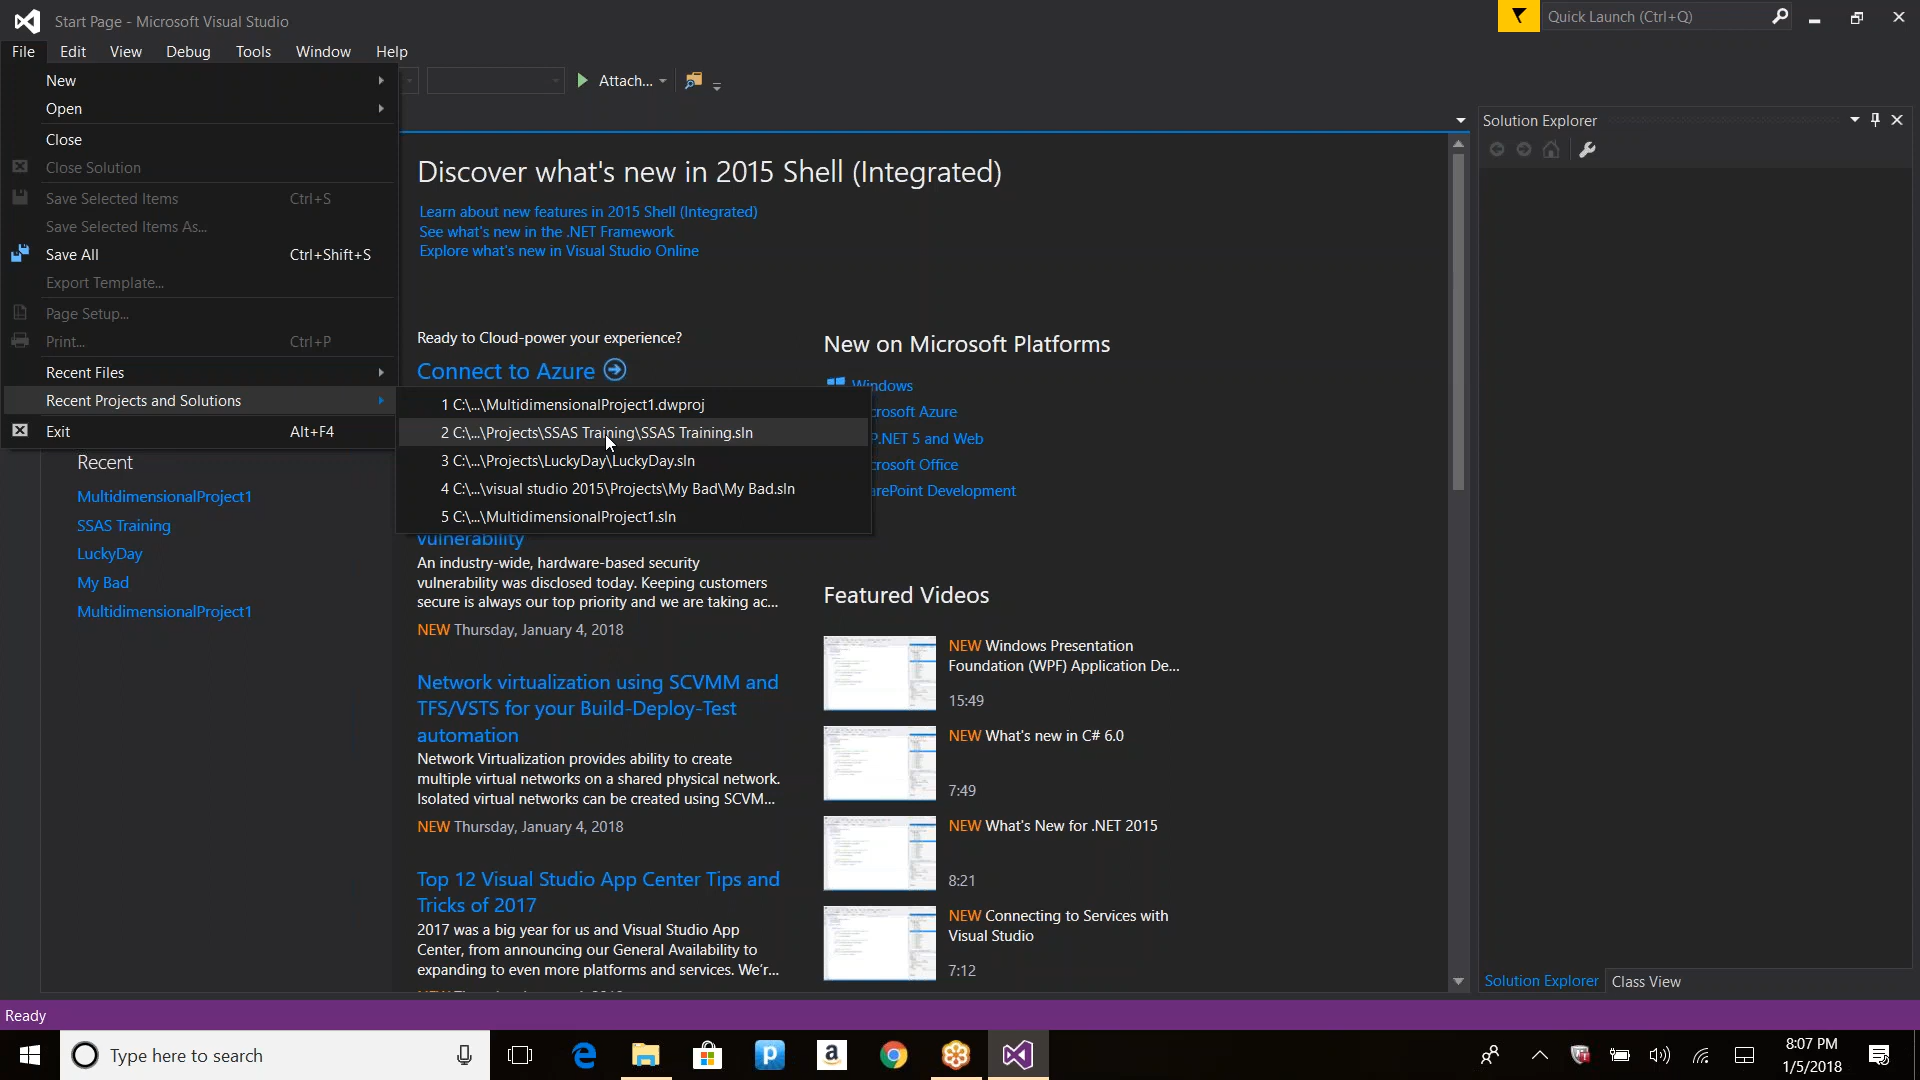 Start Page - Microsoft Visual Studio
Quick Launch (Ctrl+Q)
File Edit View Debug Tools Window Help
New
Open
Close
Close Solution
Save Selected Items Ctrl+S
Save Selected Items As...
Save All Ctrl+Shift+S
Export Template...
Page Setup...
Print... Ctrl+P
Recent Files
Recent Projects and Solutions
Exit Alt+F4
Attach...
1 C:\...\MultidimensionalProject1.dwproj
2 C:\...\Projects\SSAS Training\SSAS Training.sln
3 C:\...\Projects\LuckyDay\LuckyDay.sln
4 C:\...\visual studio 2015\Projects\My Bad\My Bad.sln
5 C:\...\MultidimensionalProject1.sln
Recent
MultidimensionalProject1
SSAS Training
LuckyDay
My Bad
MultidimensionalProject1
Discover what's new in 2015 Shell (Integrated)
Learn about new features in 2015 Shell (Integrated)
See what's new in the .NET Framework
Explore what's new in Visual Studio Online
Ready to Cloud-power your experience?
Connect to Azure
vulnerability
An industry-wide, hardware-based security
vulnerability was disclosed today. Keeping customers
secure is always our top priority and we are taking ac...
NEW Thursday, January 4, 2018
Network virtualization using SCVMM and
TFS/VSTS for your Build-Deploy-Test
automation
Network Virtualization provides ability to create
multiple virtual networks on a shared physical network.
Isolated virtual networks can be created using SCVM...
NEW Thursday, January 4, 2018
Top 12 Visual Studio App Center Tips and
Tricks of 2017
2017 was a big year for us and Visual Studio App
Center, from announcing our General Availability to
expanding to even more platforms and services. We'r...
New on Microsoft Platforms
Windows
crosoft Azure
P.NET 5 and Web
crosoft Office
arePoint Development
Featured Videos
NEW Windows Presentation
Foundation (WPF) Application De...
15:49
NEW What's new in C# 6.0
7:49
NEW What's New for .NET 2015
8:21
NEW Connecting to Services with
Visual Studio
7:12
Solution Explorer
Solution Explorer Class View
Ready
Type here to search
8:07 PM
1/5/2018